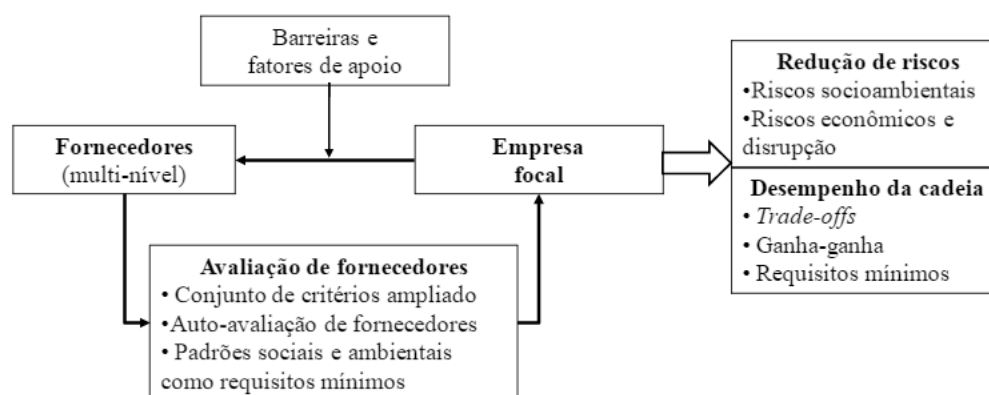 Barreiras e
fatores de apoio
Redução de riscos
•Riscos socioambientais
•Riscos econômicos e
disrupção
Fornecedores
(multi-nível)
Empresa
focal
Desempenho da cadeia
• Trade-offs
• Ganha-ganha
• Requisitos mínimos
Avaliação de fornecedores
• Conjunto de critérios ampliado
•Auto-avaliação de fornecedores
• Padrões sociais e ambientais
como requisitos mínimos